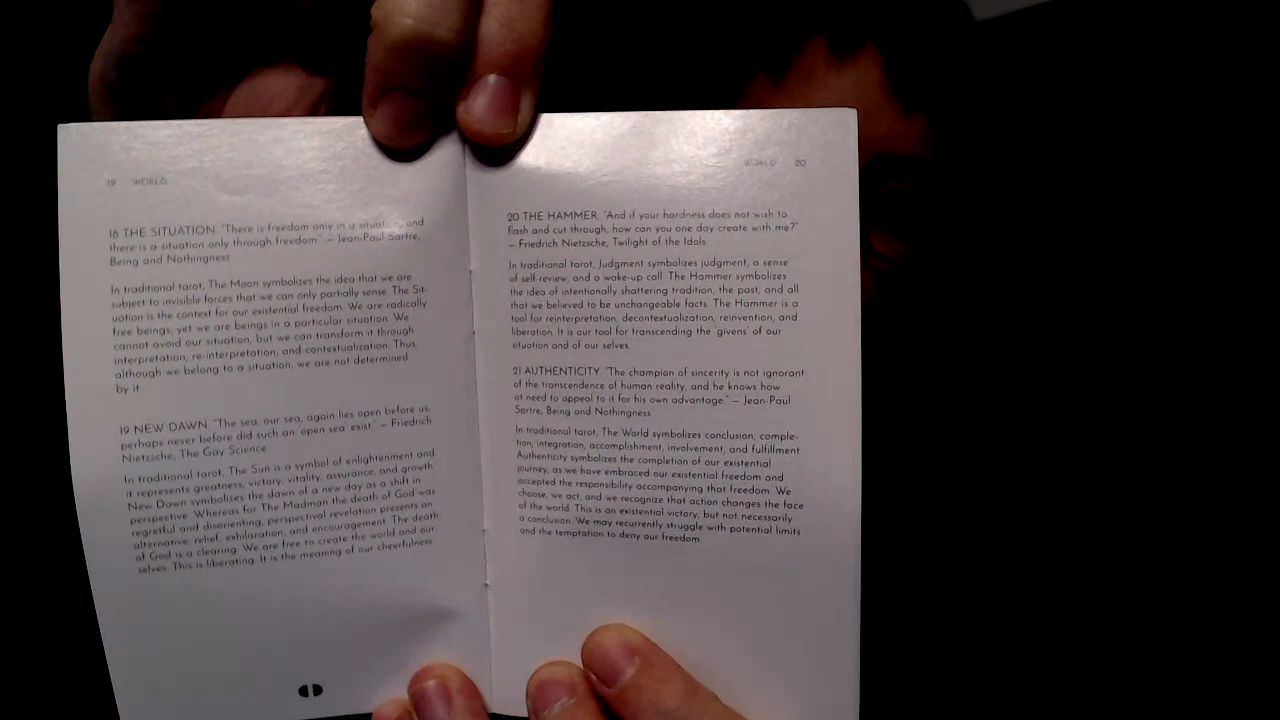 19 WORLD
18 THE SITUATION "There is freedom only in a situation, and
there is a situation only through freedom." — Jean-Paul Sartre,
Being and Nothingness
In traditional tarot, The Moon symbolizes the idea that we are
subject to invisible forces that we can only partially sense. The Sit-
uation is the context for our existential freedom. We are radically
free beings, yet we are beings in a particular situation. We
cannot avoid our situation, but we can transform it through
interpretation, re-interpretation, and contextualization. Thus,
although we belong to a situation, we are not determined
by it.
19 NEW DAWN "The sea, our sea, again lies open before us,
perhaps never before did such an 'open sea' exist." — Friedrich
Nietzsche, The Gay Science
In traditional tarot, The Sun is a symbol of enlightenment and
it represents greatness, victory, vitality, assurance, and growth.
New Dawn symbolizes the dawn of a new day as a shift in
perspective. Whereas for The Madman the death of God was
regretful and disorienting, perspectival revelation presents an
alternative: relief, exhilaration, and encouragement. The death
of God is a clearing. We are free to create the world and our-
selves. This is liberating. It is the meaning of our cheerfulness.
WORLD 20
20 THE HAMMER "And if your hardness does not wish to
flash and cut through, how can you one day create with me?"
— Friedrich Nietzsche, Twilight of the Idols
In traditional tarot, Judgment symbolizes judgment, a sense
of self-review, and a wake-up call. The Hammer symbolizes
the idea of intentionally shattering tradition, the past, and all
that we believed to be unchangeable facts. The Hammer is a
tool for reinterpretation, decontextualization, reinvention, and
liberation. It is our tool for transcending the 'givens' of our
situation and of our selves.
21 AUTHENTICITY "The champion of sincerity is not ignorant
of the transcendence of human reality, and he knows how
at need to appeal to it for his own advantage." — Jean-Paul
Sartre, Being and Nothingness
In traditional tarot, The World symbolizes conclusion, comple-
tion, integration, accomplishment, involvement, and fulfillment.
Authenticity symbolizes the completion of our existential
journey, as we have embraced our existential freedom and
accepted the responsibility accompanying that freedom. We
choose, we act, and we recognize that action changes the face
of the world. This is an existential victory, but not necessarily
a conclusion. We may recurrently struggle with potential limits
and the temptation to deny our freedom.